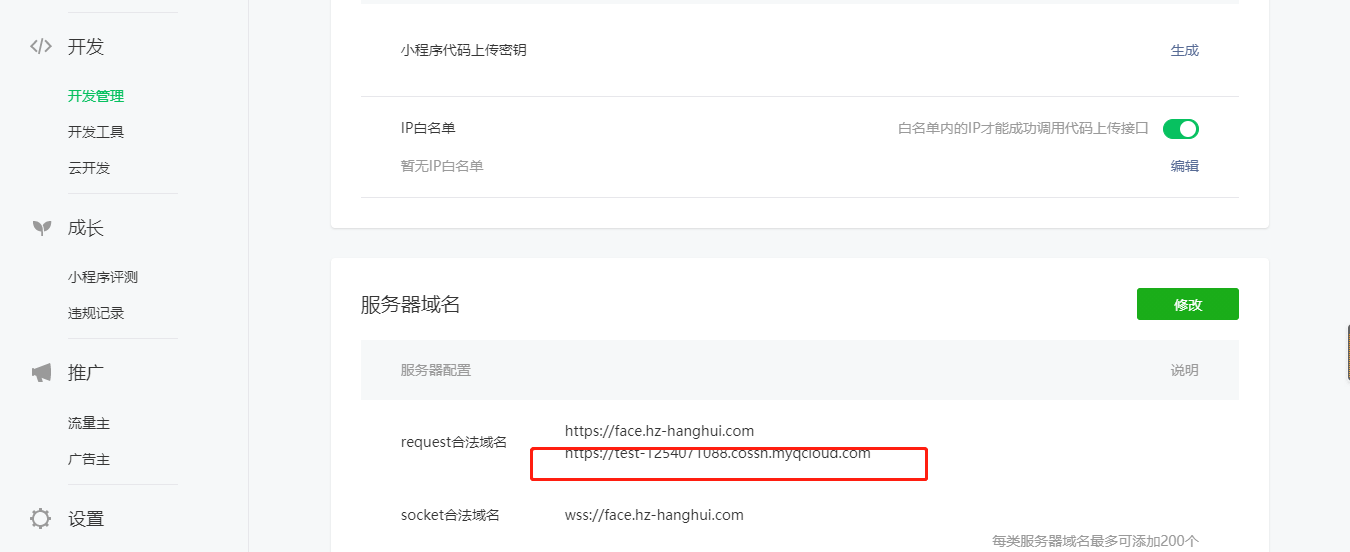 开发
开发管理
开发工具
云开发
成长
小程序评测
违规记录
推广
流量主
广告主
设置
小程序代码上传密钥 生成
IP白名单 白名单内的IP才能成功调用代码上传接口
暂无IP白名单 编辑
服务器域名 修改
服务器配置 说明
request合法域名 https://face.hz-hanghui.com
https://test-1254071088.cossh.myqcloud.com
socket合法域名 wss://face.hz-hanghui.com
每类服务器域名最多可添加200个